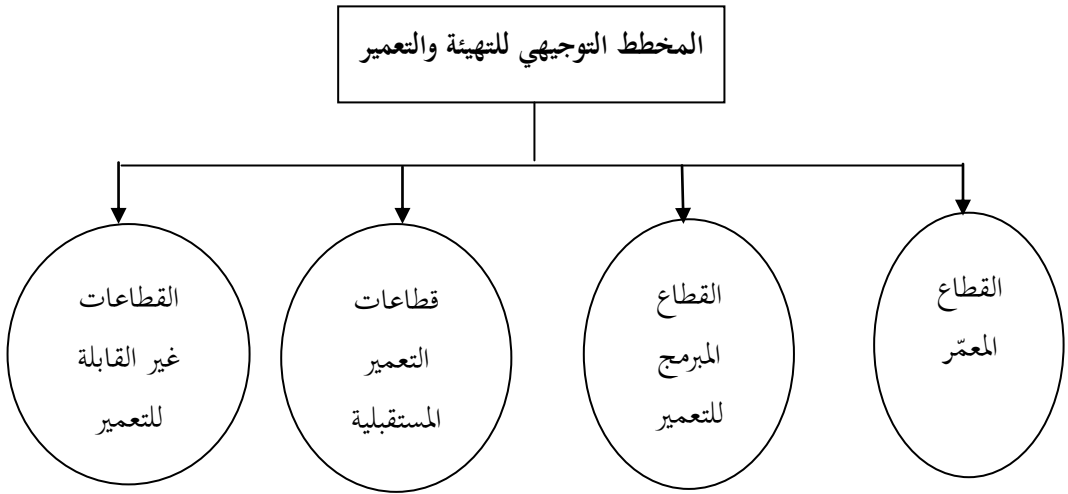 المخطط التوجيهي للتهيئة والتعمير
القطاع
المعمّر
القطاع
المبرمج
للتعمير
قطاعات
التعمير
المستقبلية
القطاعات
غير القابلة
للتعمير